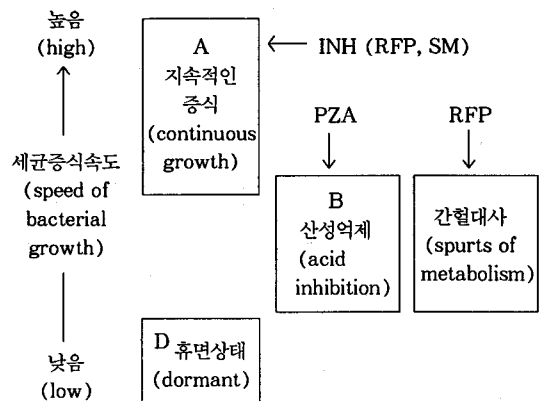 높음
(high)
세균증식속도
(speed of
bacterial
growth)
낮음
(low)
A
지속적인
증식
(continuous
growth)
← INH (RFP, SM)
PZA
RFP
B
산성억제
(acid
inhibition)
간헐대사
(spurts of
metabolism)
D 휴면상태
(dormant)